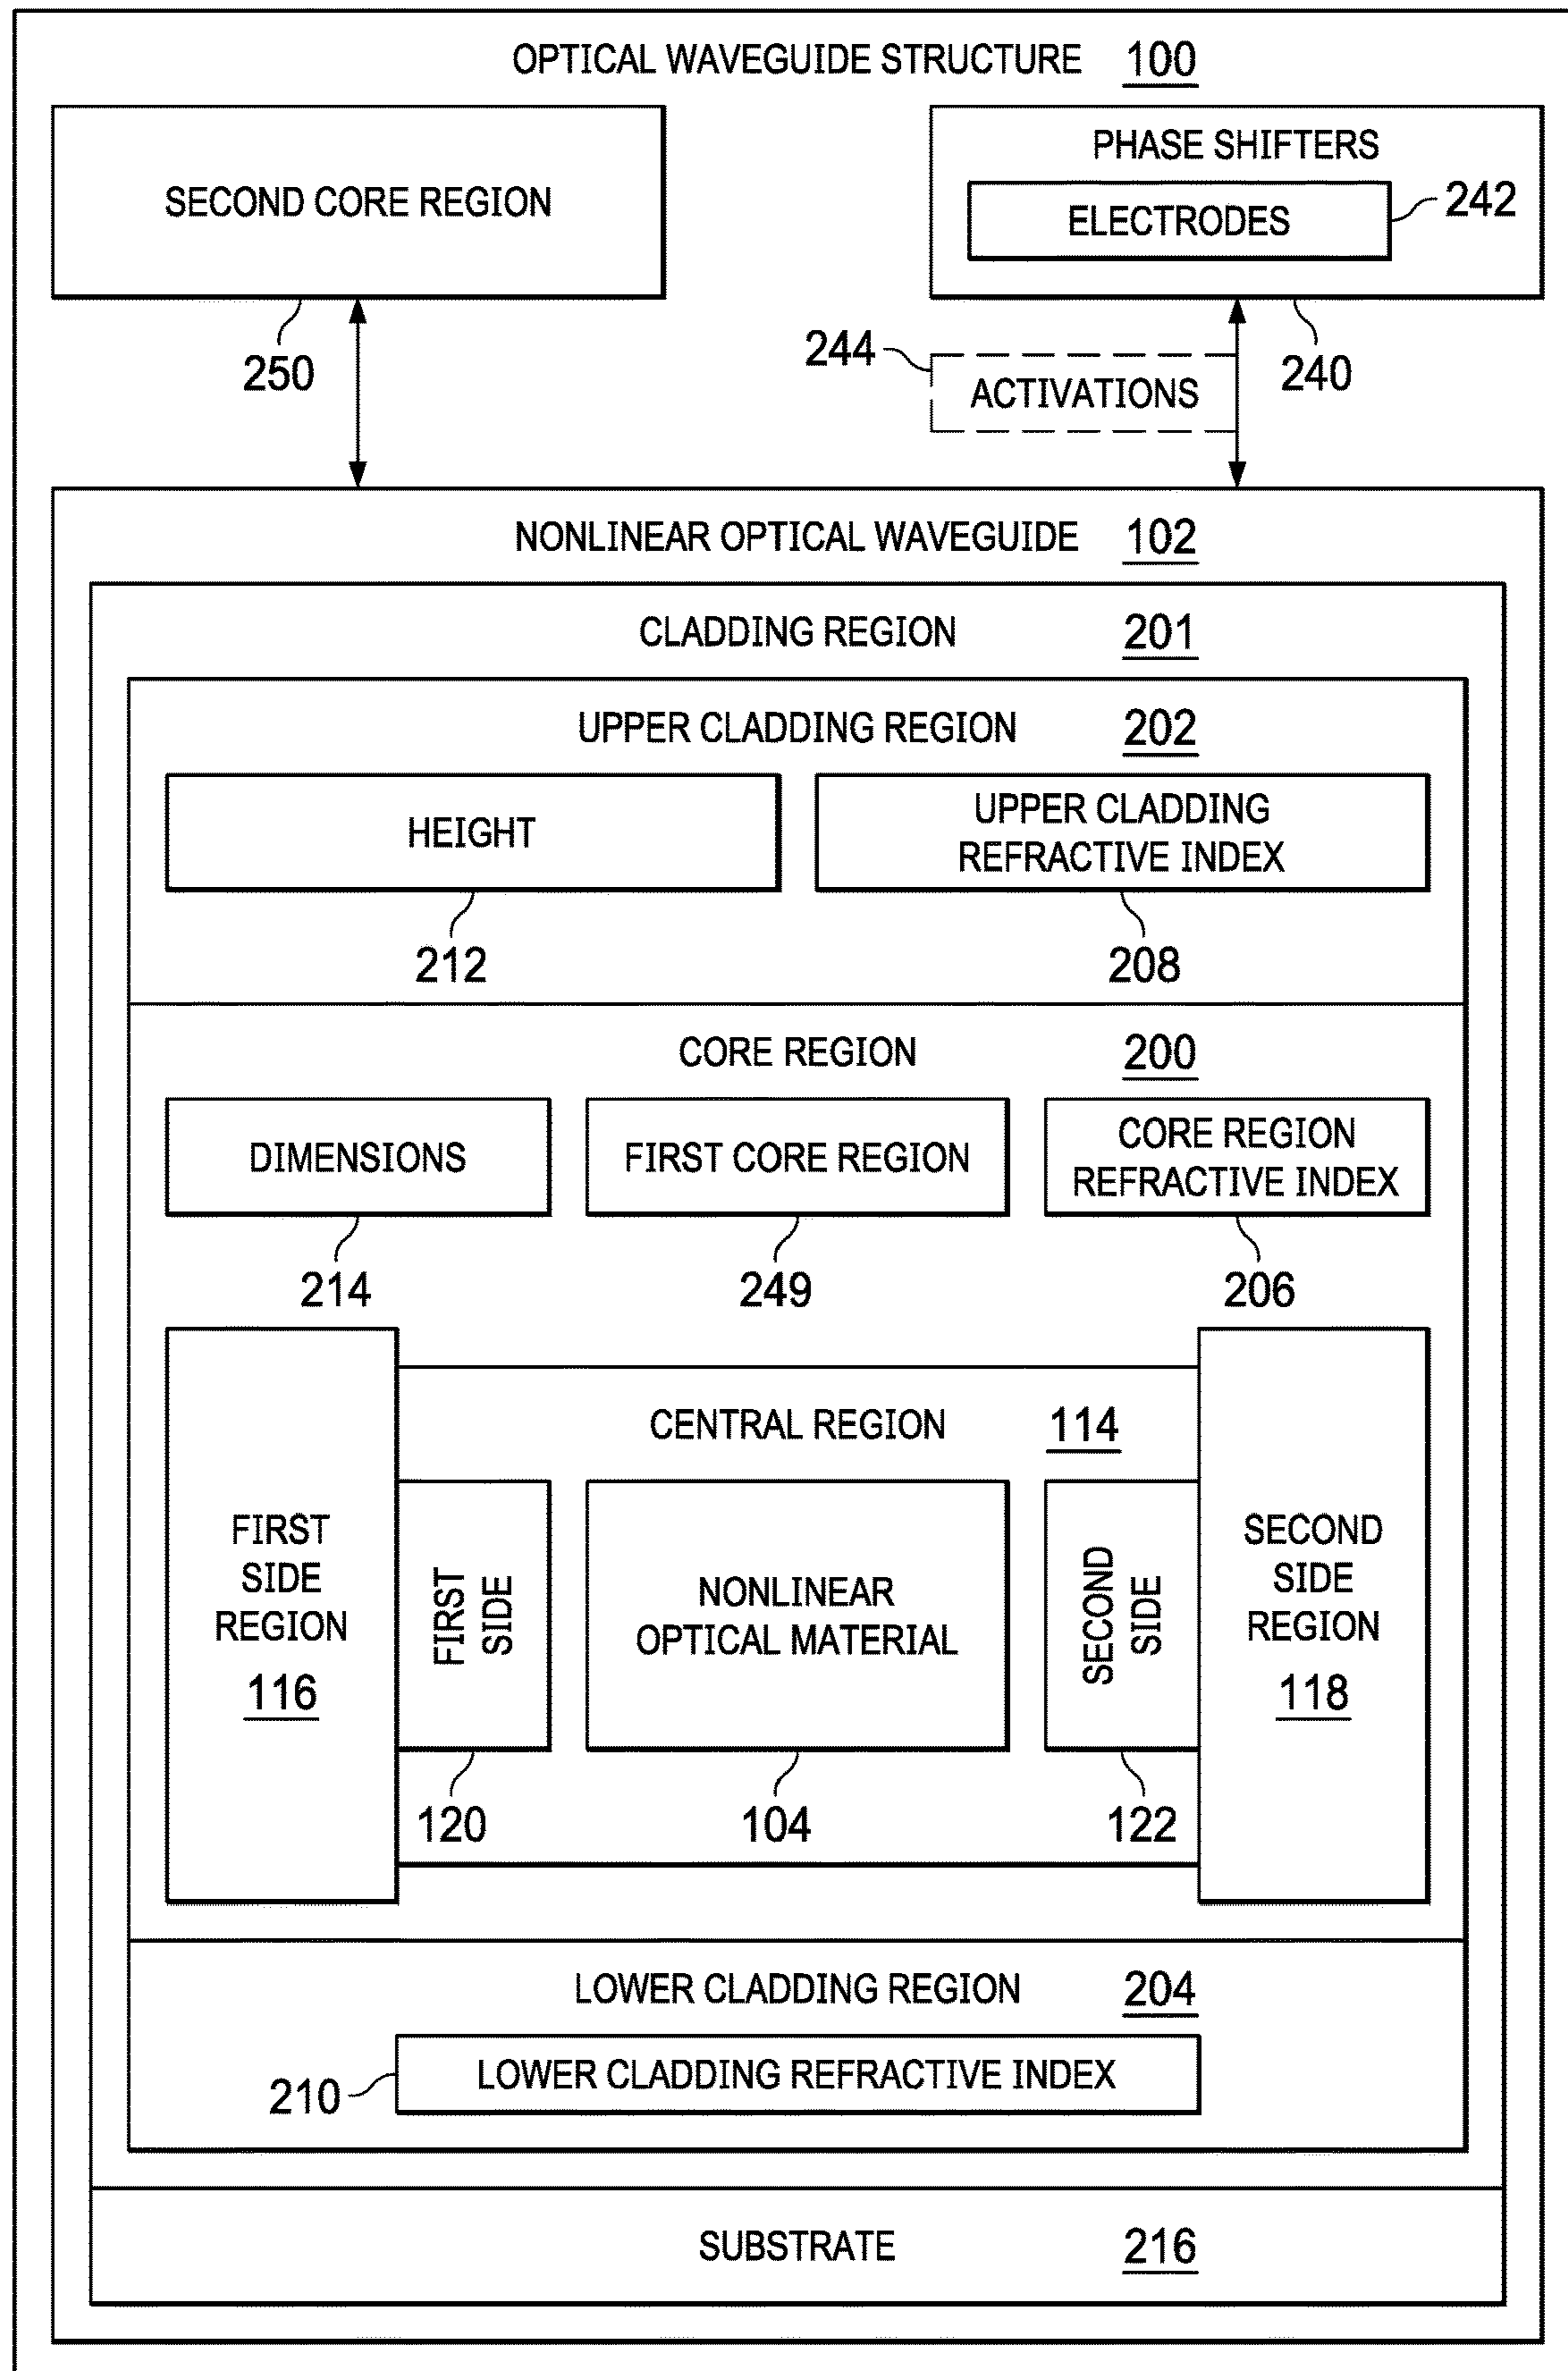 OPTICAL WAVEGUIDE STRUCTURE 100
SECOND CORE REGION
250
PHASE SHIFTERS
ELECTRODES
242
240
244
ACTIVATIONS
NONLINEAR OPTICAL WAVEGUIDE 102
CLADDING REGION 201
UPPER CLADDING REGION 202
HEIGHT
212
UPPER CLADDING
REFRACTIVE INDEX
208
CORE REGION 200
DIMENSIONS
214
FIRST CORE REGION
249
CORE REGION
REFRACTIVE INDEX
206
CENTRAL REGION 114
FIRST
SIDE
REGION
116
FIRST
SIDE
120
NONLINEAR
OPTICAL MATERIAL
104
SECOND
SIDE
122
SECOND
SIDE
REGION
118
LOWER CLADDING REGION 204
210
LOWER CLADDING REFRACTIVE INDEX
SUBSTRATE 216